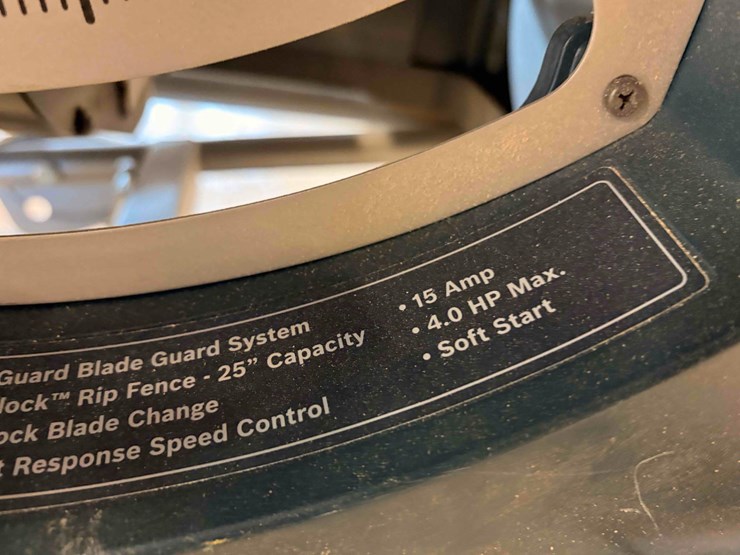 Guard Blade Guard System
lock™ Rip Fence - 25” Capacity
ock Blade Change
t Response Speed Control
• 15 Amp
• 4.0 HP Max.
• Soft Start